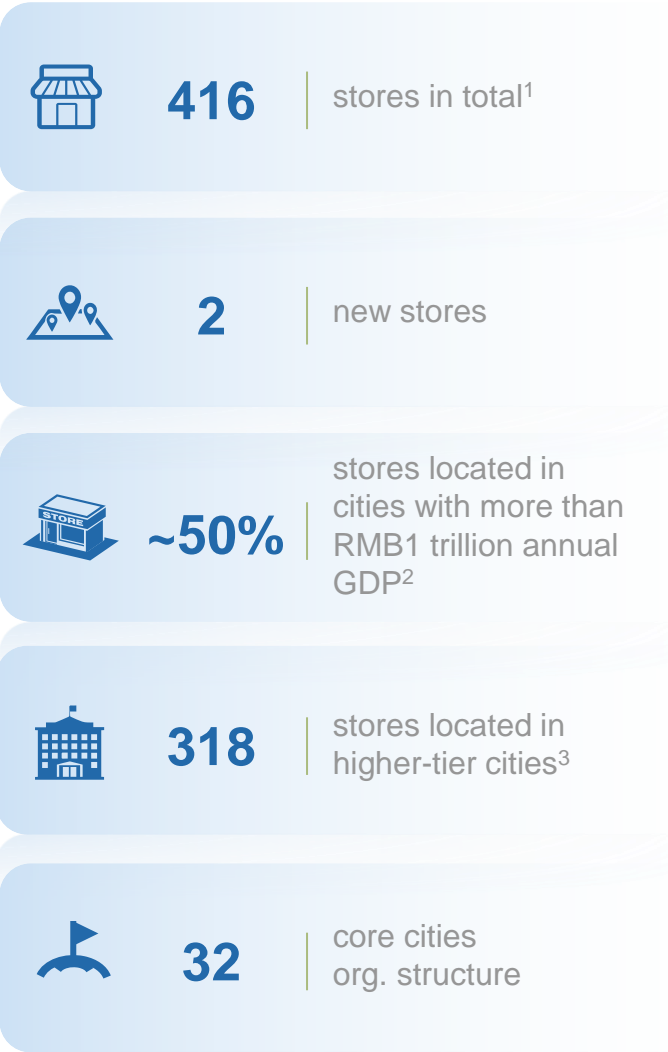 416
stores in total¹
2
new stores
STORE
~50%
stores located in
cities with more than
RMB1 trillion annual
GDP²
318
stores located in
higher-tier cities³
32
core cities
org. structure